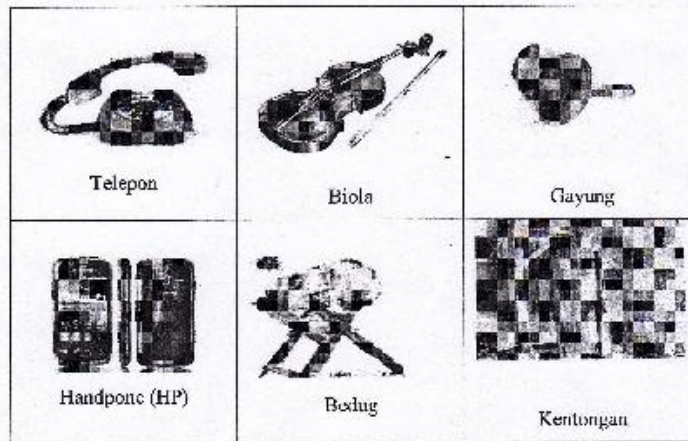 Telepon
Biola
Gayung
Handpone (HP)
Bedug
Kentongan